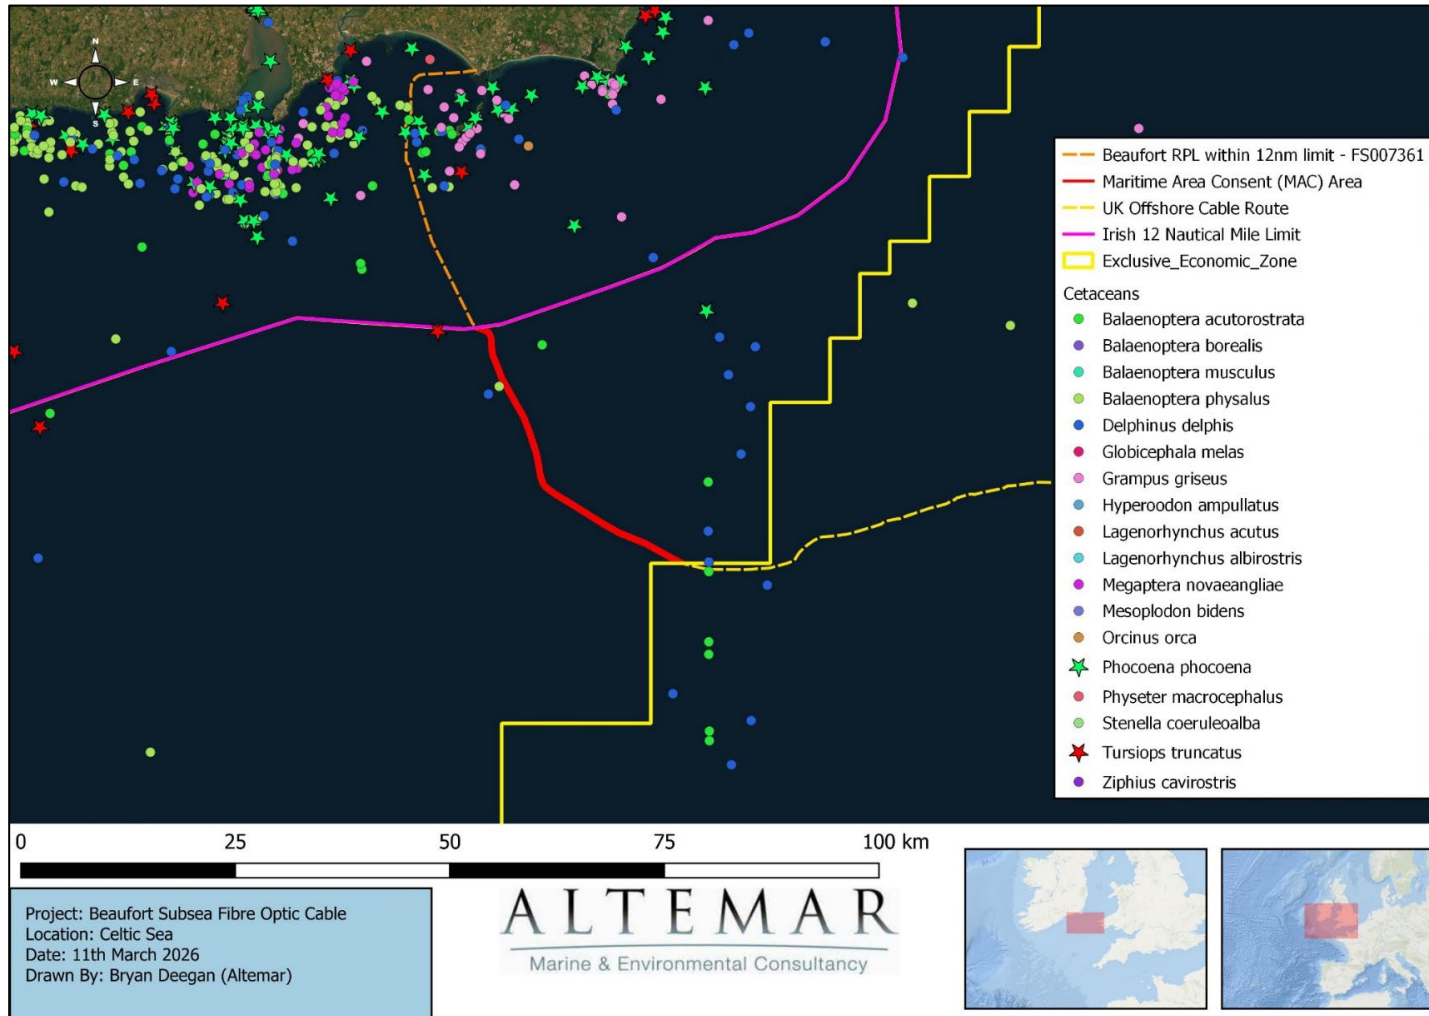 N
W
E
S
Beaufort RPL within 12nm limit - FS007361
Maritime Area Consent (MAC) Area
UK Offshore Cable Route
Irish 12 Nautical Mile Limit
Exclusive_Economic_Zone
Cetaceans
Balaenoptera acutorostrata
Balaenoptera borealis
Balaenoptera musculus
Balaenoptera physalus
Delphinus delphis
Globicephala melas
Grampus griseus
Hyperoodon ampullatus
Lagenorhynchus acutus
Lagenorhynchus albirostris
Megaptera novaeangliae
Mesoplodon bidens
Orcinus orca
Phocoena phocoena
Physeter macrocephalus
Stenella coeruleoalba
Tursiops truncatus
Ziphius cavirostris
0 25 50 75 100 km
Project: Beaufort Subsea Fibre Optic Cable
Location: Celtic Sea
Date: 11th March 2026
Drawn By: Bryan Deegan (Altemar)
ALTEMAR
Marine & Environmental Consultancy